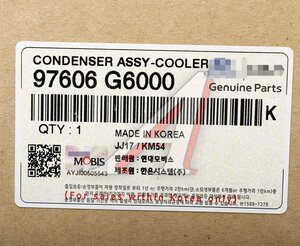 CONDENSER ASSY-COOLER
97606 G6000
Genuine Parts
K
QTY : 1
MADE IN KOREA
JJ17 / KM54
판매원 : 현대모비스
제조원 : 한온시스템(주)
MOBIS
AYJI00505543
(For Sales within Korea only)